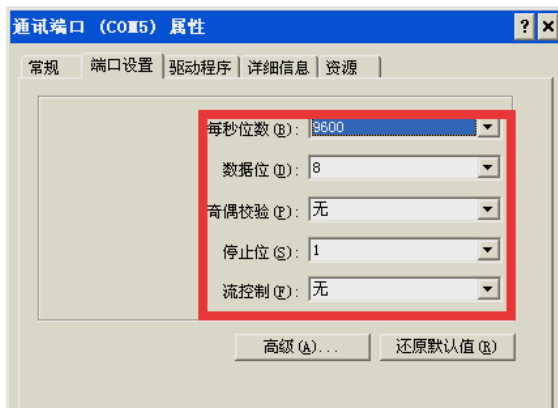 通讯端口 (COM5) 属性
常规 端口设置 驱动程序 详细信息 资源
每秒位数(B): 9600
数据位(D): 8
奇偶校验(P): 无
停止位(S): 1
流控制(F): 无
高级(A)... 还原默认值(R)